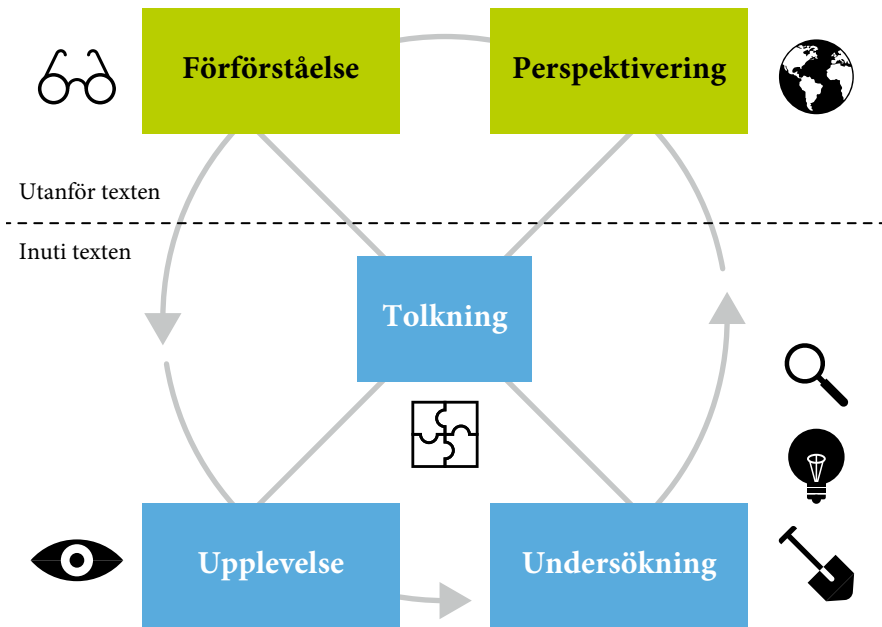 Förförståelse
Perspektivering
Utanför texten
Inuti texten
Tolkning
Upplevelse
Undersökning